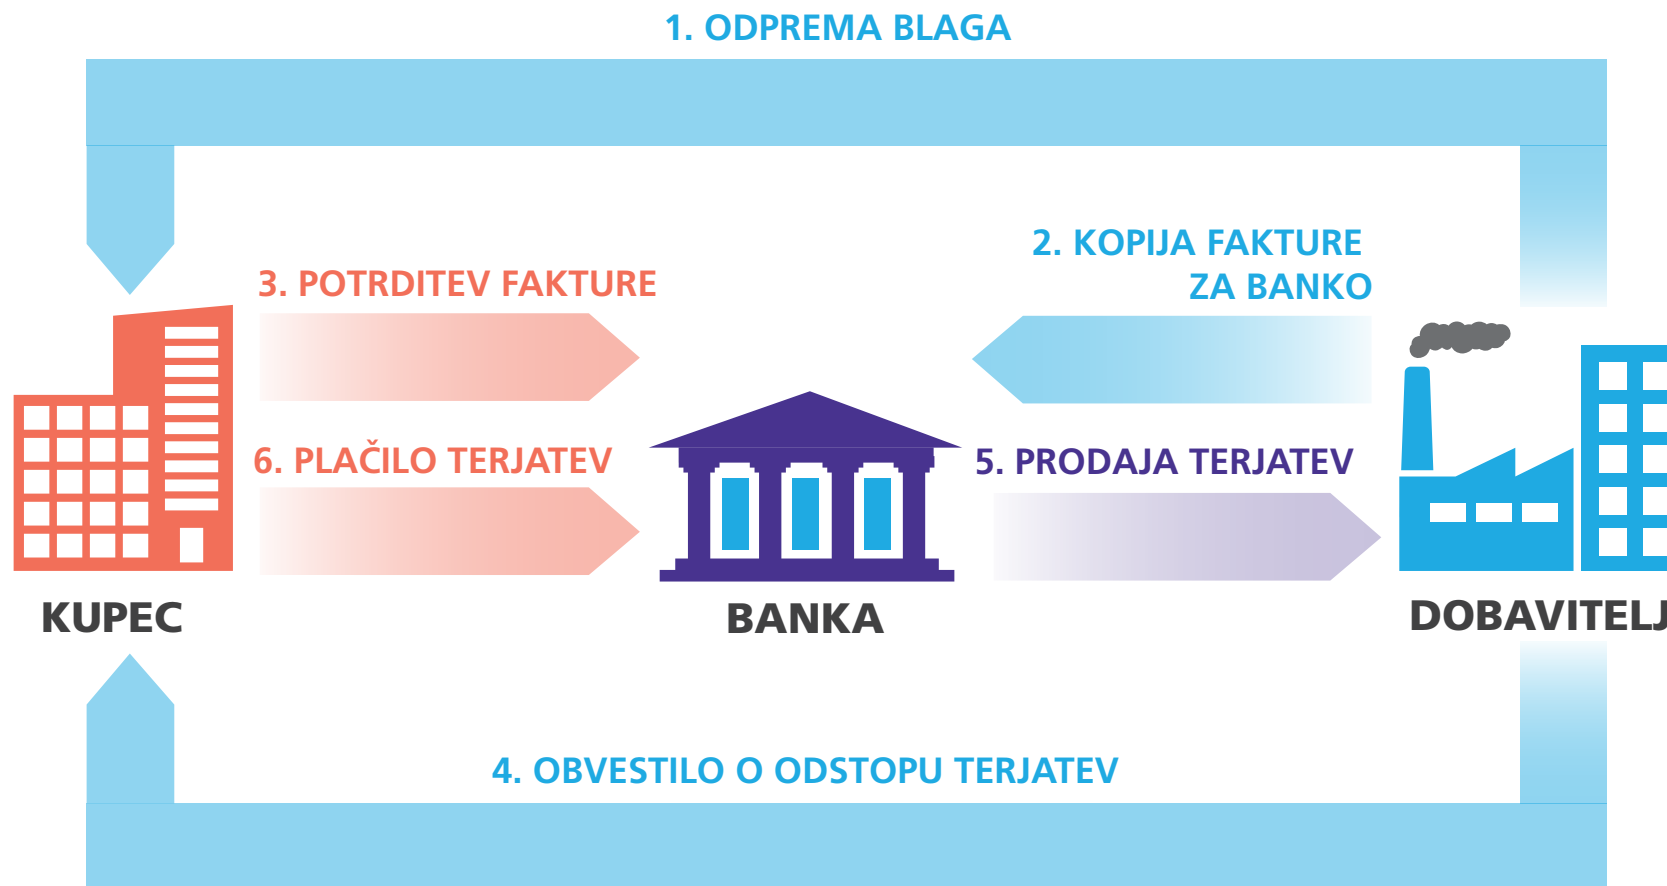 1. ODPREMA BLAGA
2. KOPIJA FAKTURE
ZA BANKO
3. POTRDITEV FAKTURE
6. PLAČILO TERJATEV
5. PRODAJA TERJATEV
KUPEC
BANKA
DOBAVITELJ
4. OBVESTILO O ODSTOPU TERJATEV